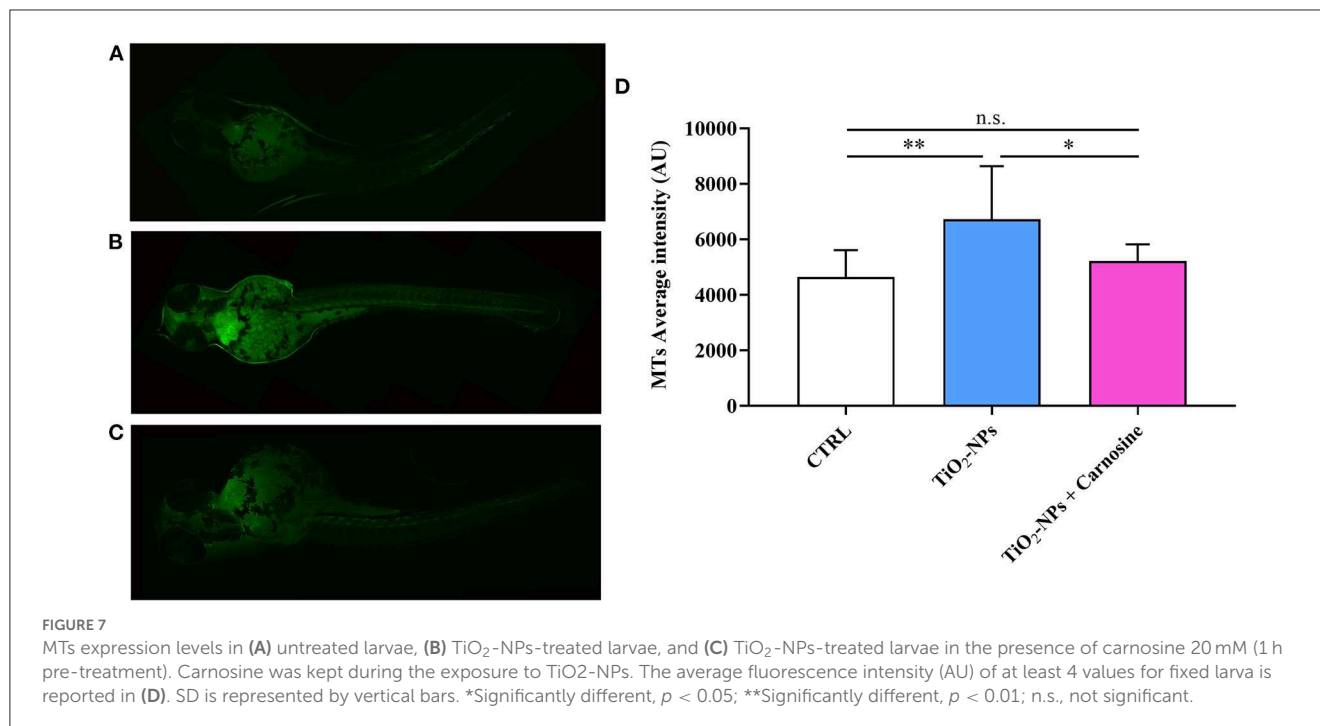 A
B
C
D
n.s.
**
*
10000
8000
6000
4000
2000
0
MTs Average intensity (AU)
CTRL
TiO₂-NPs
TiO₂-NPs + Carnosine
FIGURE 7
MTs expression levels in (A) untreated larvae, (B) TiO₂-NPs-treated larvae, and (C) TiO₂-NPs-treated larvae in the presence of carnosine 20 mM (1 h
pre-treatment). Carnosine was kept during the exposure to TiO2-NPs. The average fluorescence intensity (AU) of at least 4 values for fixed larva is
reported in (D). SD is represented by vertical bars. *Significantly different, p < 0.05; **Significantly different, p < 0.01; n.s., not significant.